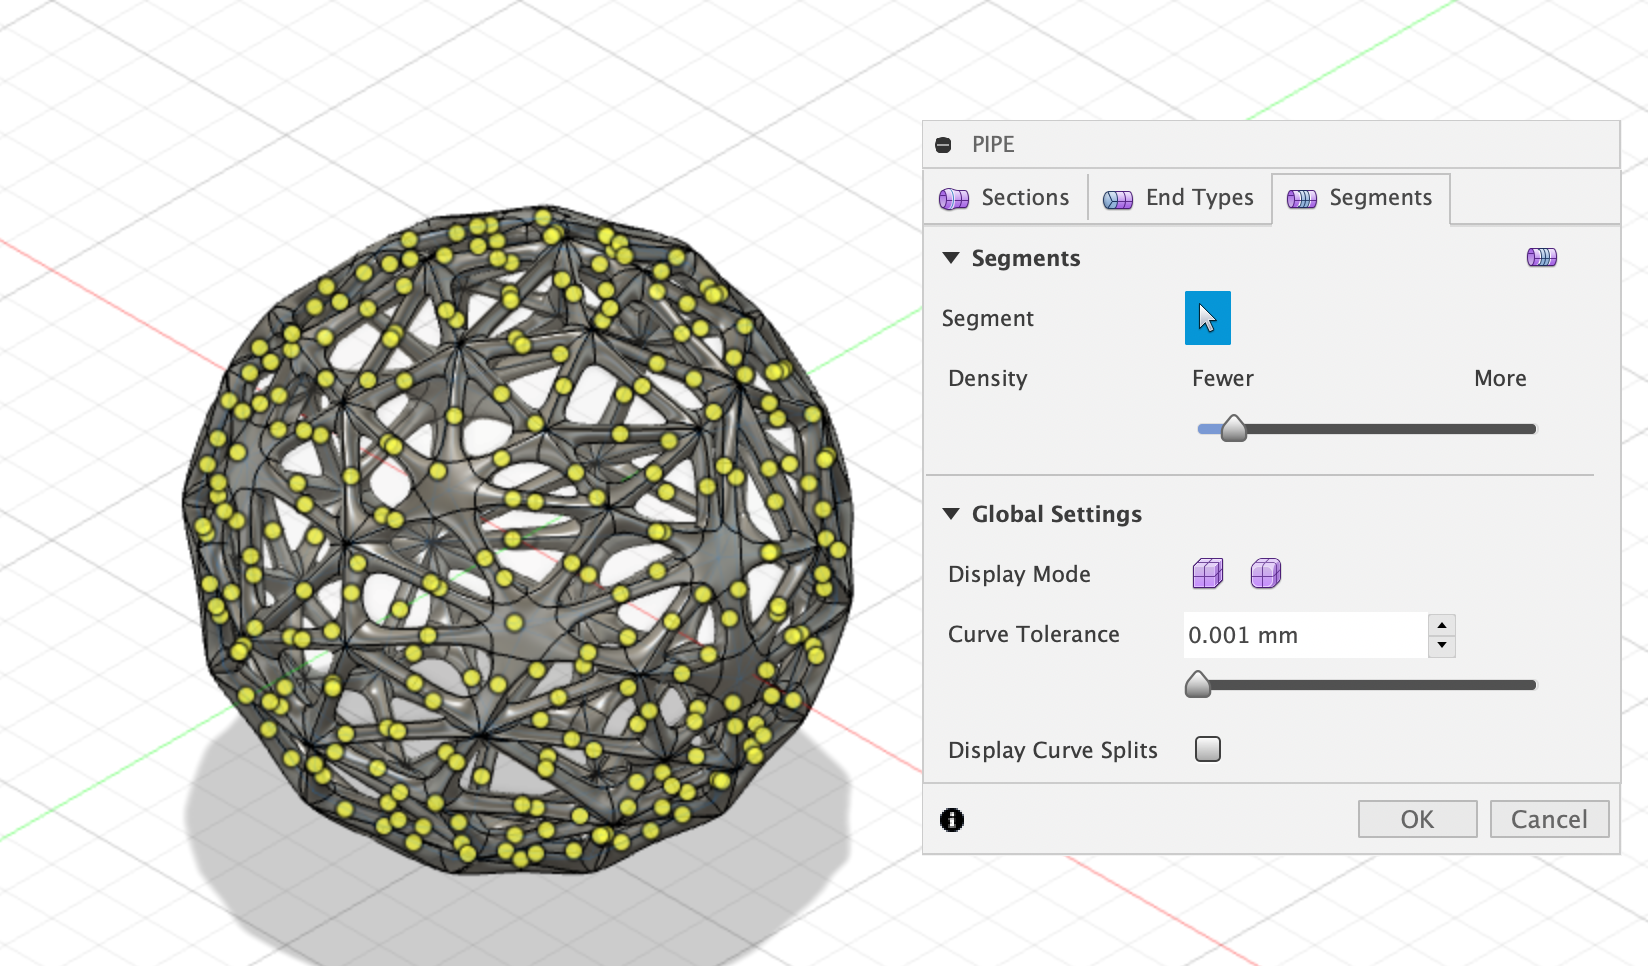 PIPE
Sections End Types Segments
Segments
Segment
Density Fewer More
Global Settings
Display Mode
Curve Tolerance 0.001 mm
Display Curve Splits
OK Cancel